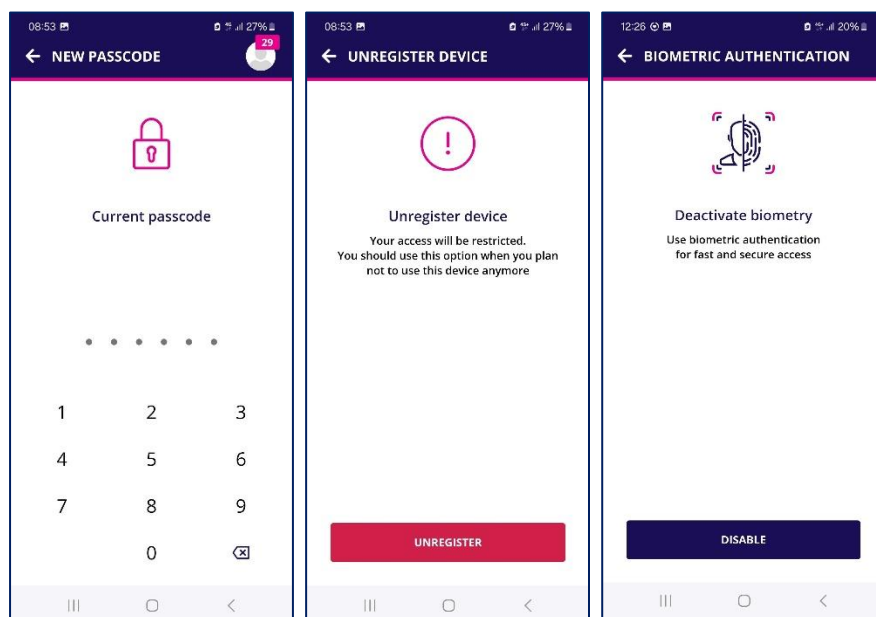 08:53 27%
NEW PASSCODE 29
Current passcode
1 2 3
4 5 6
7 8 9
0
08:53 27%
UNREGISTER DEVICE
Unregister device
Your access will be restricted.
You should use this option when you plan
not to use this device anymore
UNREGISTER
12:26 20%
BIOMETRIC AUTHENTICATION
Deactivate biometry
Use biometric authentication
for fast and secure access
DISABLE